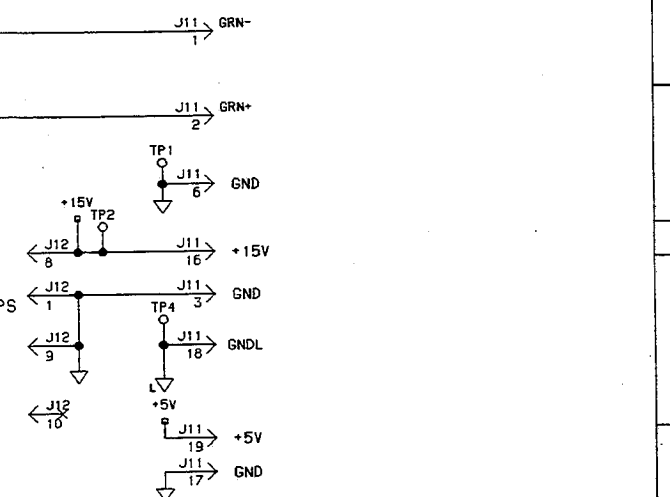 J11 GRN-
1
J11 GRN+
2
TP1
J11 GND
6
+15V
TP2
J12 J11 +15V
8 16
J12 J11 GND
1 3
PS
TP4
J12 J11 GNDL
9 18
L
+5V
J12
10
J11 +5V
19
J11 GND
17